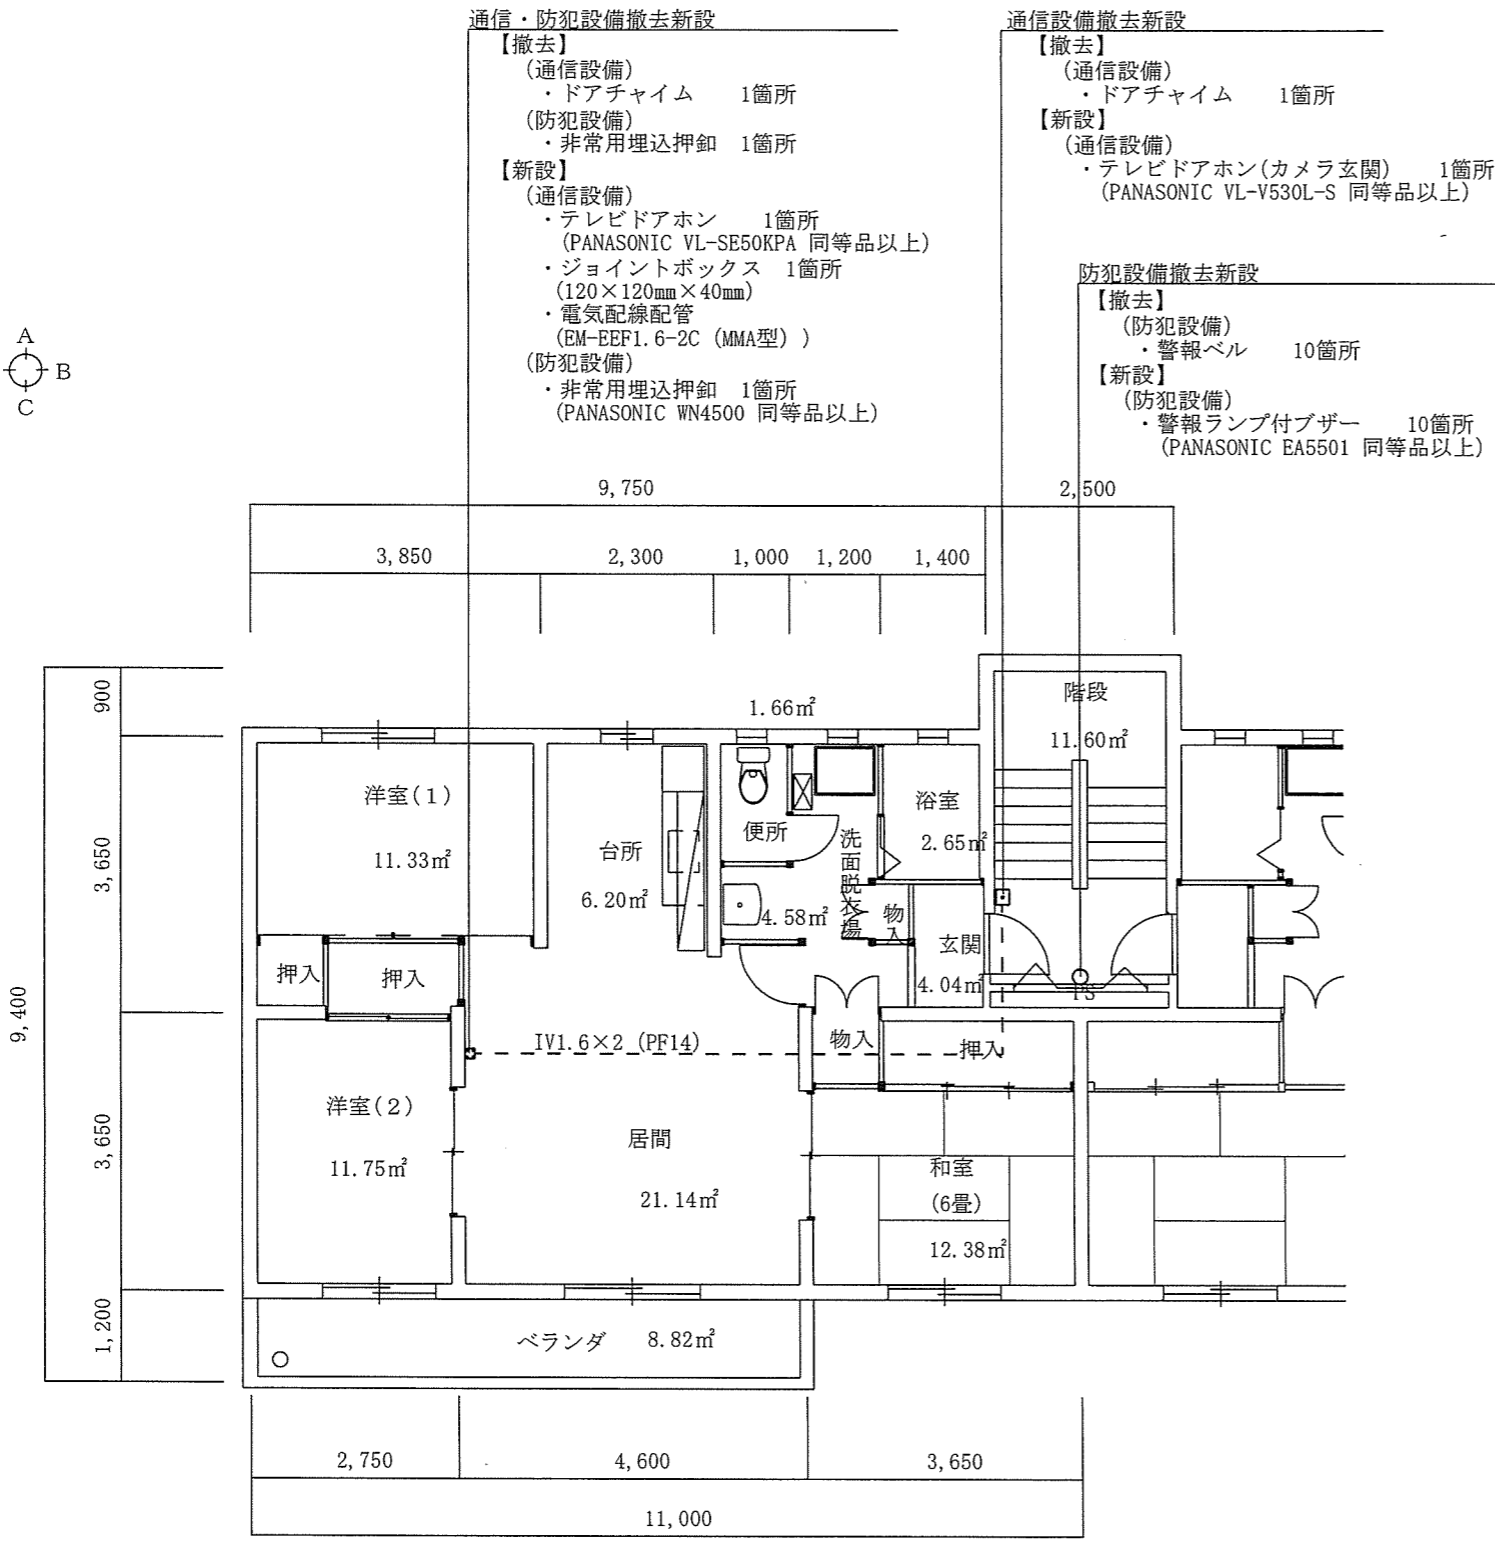 通信・防犯設備撤去新設
【撤去】
(通信設備)
・ドアチャイム　1箇所
(防犯設備)
・非常用埋込押釦　1箇所
【新設】
(通信設備)
・テレビドアホン　1箇所
(PANASONIC VL-SE50KPA 同等品以上)
・ジョイントボックス　1箇所
(120×120mm×40mm)
・電気配線配管
(EM-EEF1.6-2C (MMA型) )
(防犯設備)
・非常用埋込押釦　1箇所
(PANASONIC WN4500 同等品以上)
通信設備撤去新設
【撤去】
(通信設備)
・ドアチャイム　1箇所
【新設】
(通信設備)
・テレビドアホン(カメラ玄関)　1箇所
(PANASONIC VL-V530L-S 同等品以上)
防犯設備撤去新設
【撤去】
(防犯設備)
・警報ベル　10箇所
【新設】
(防犯設備)
・警報ランプ付ブザー　10箇所
(PANASONIC EA5501 同等品以上)
A
B
C
9,750
2,500
3,850
2,300
1,000
1,200
1,400
900
3,650
9,400
3,650
1,200
1.66㎡
階段
11.60㎡
洋室(1)
11.33㎡
台所
6.20㎡
便所
洗面脱衣場
4.58㎡
浴室
2.65㎡
物入
玄関
4.04㎡
PS
押入
押入
IV1.6×2 (PF14)
物入
押入
洋室(2)
11.75㎡
居間
21.14㎡
和室
(6畳)
12.38㎡
ベランダ　8.82㎡
2,750
4,600
3,650
11,000